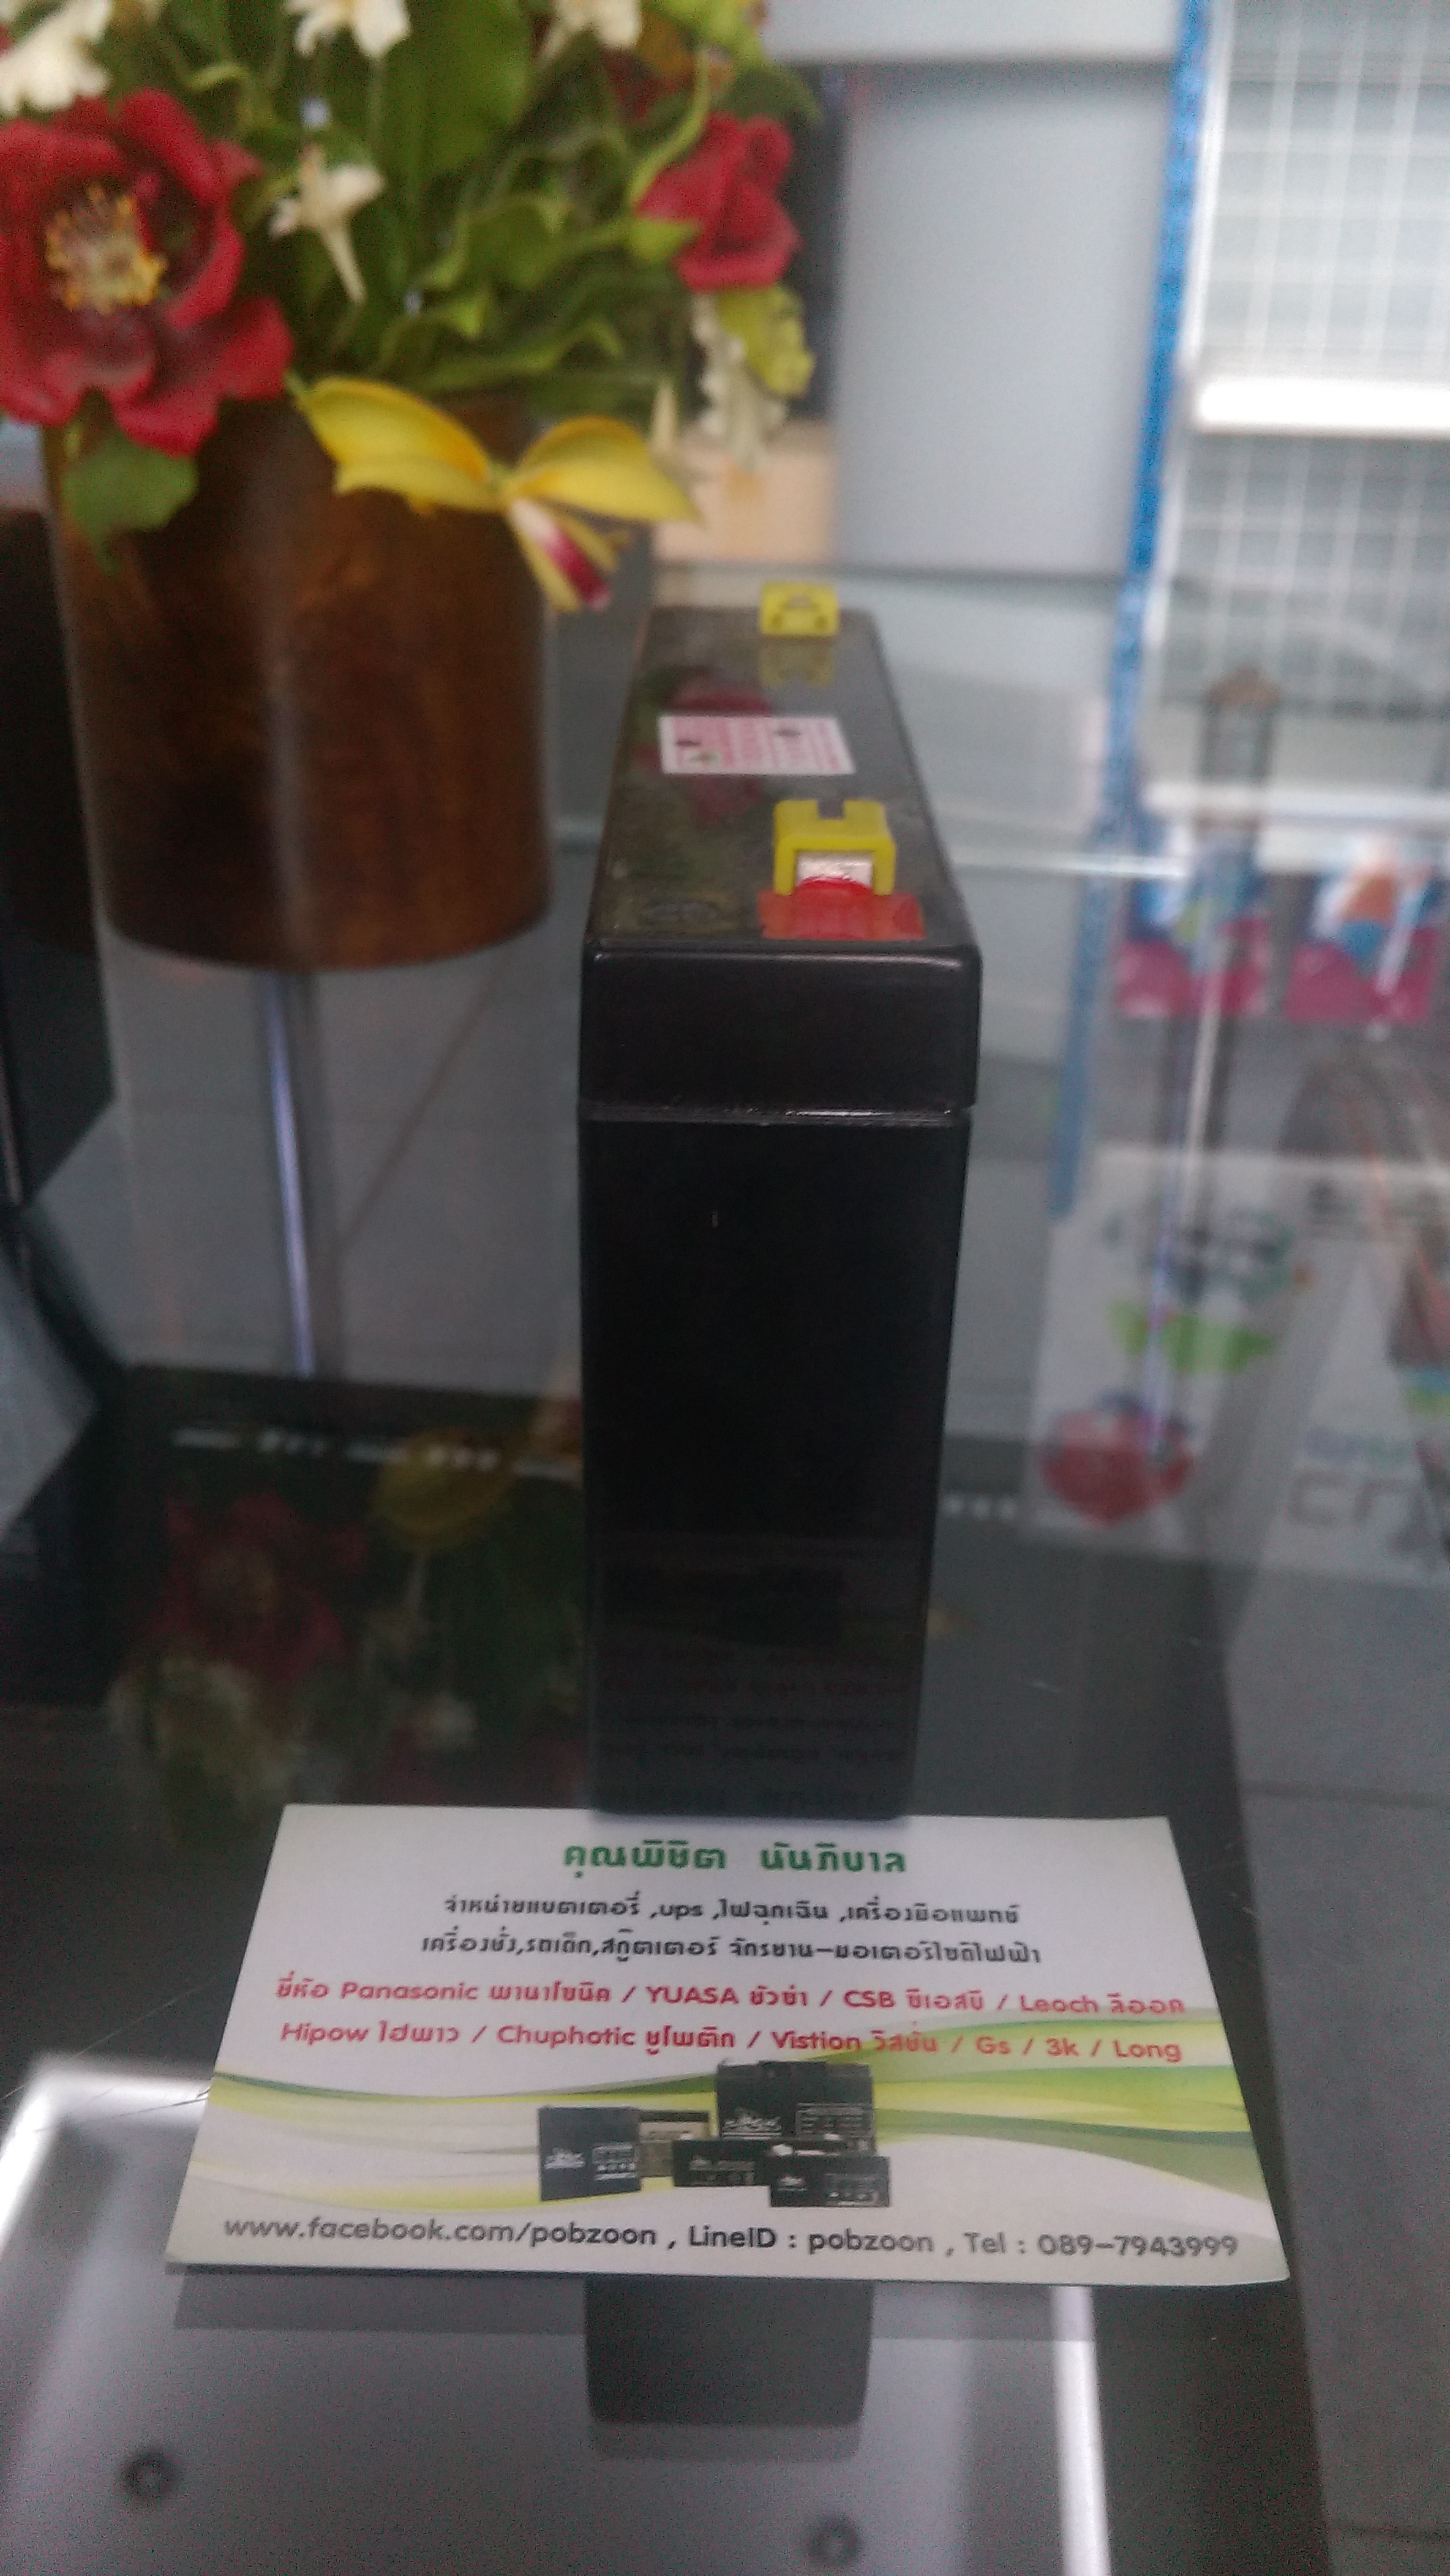 คุณพิชิต นันภิบาล
จำหน่ายแบตเตอรี่ ,ups ,ไฟฉุกเฉิน ,เครื่องมือแพทย์
เครื่องชั่ง,รถเด็ก,สกู๊ตเตอร์ จักรยาน-มอเตอร์ไซต์ไฟฟ้า
ยี่ห้อ Panasonic พานาโซนิค / YUASA ยัวซ่า / CSB ซีเอสบี / Leoch ลีออค
Hipow ไฮพาว / Chuphotic ชูโฟติก / Vistion วิสชั่น / Gs / 3k / Long
www.facebook.com/pobzoon , LineID : pobzoon , Tel : 089-7943999